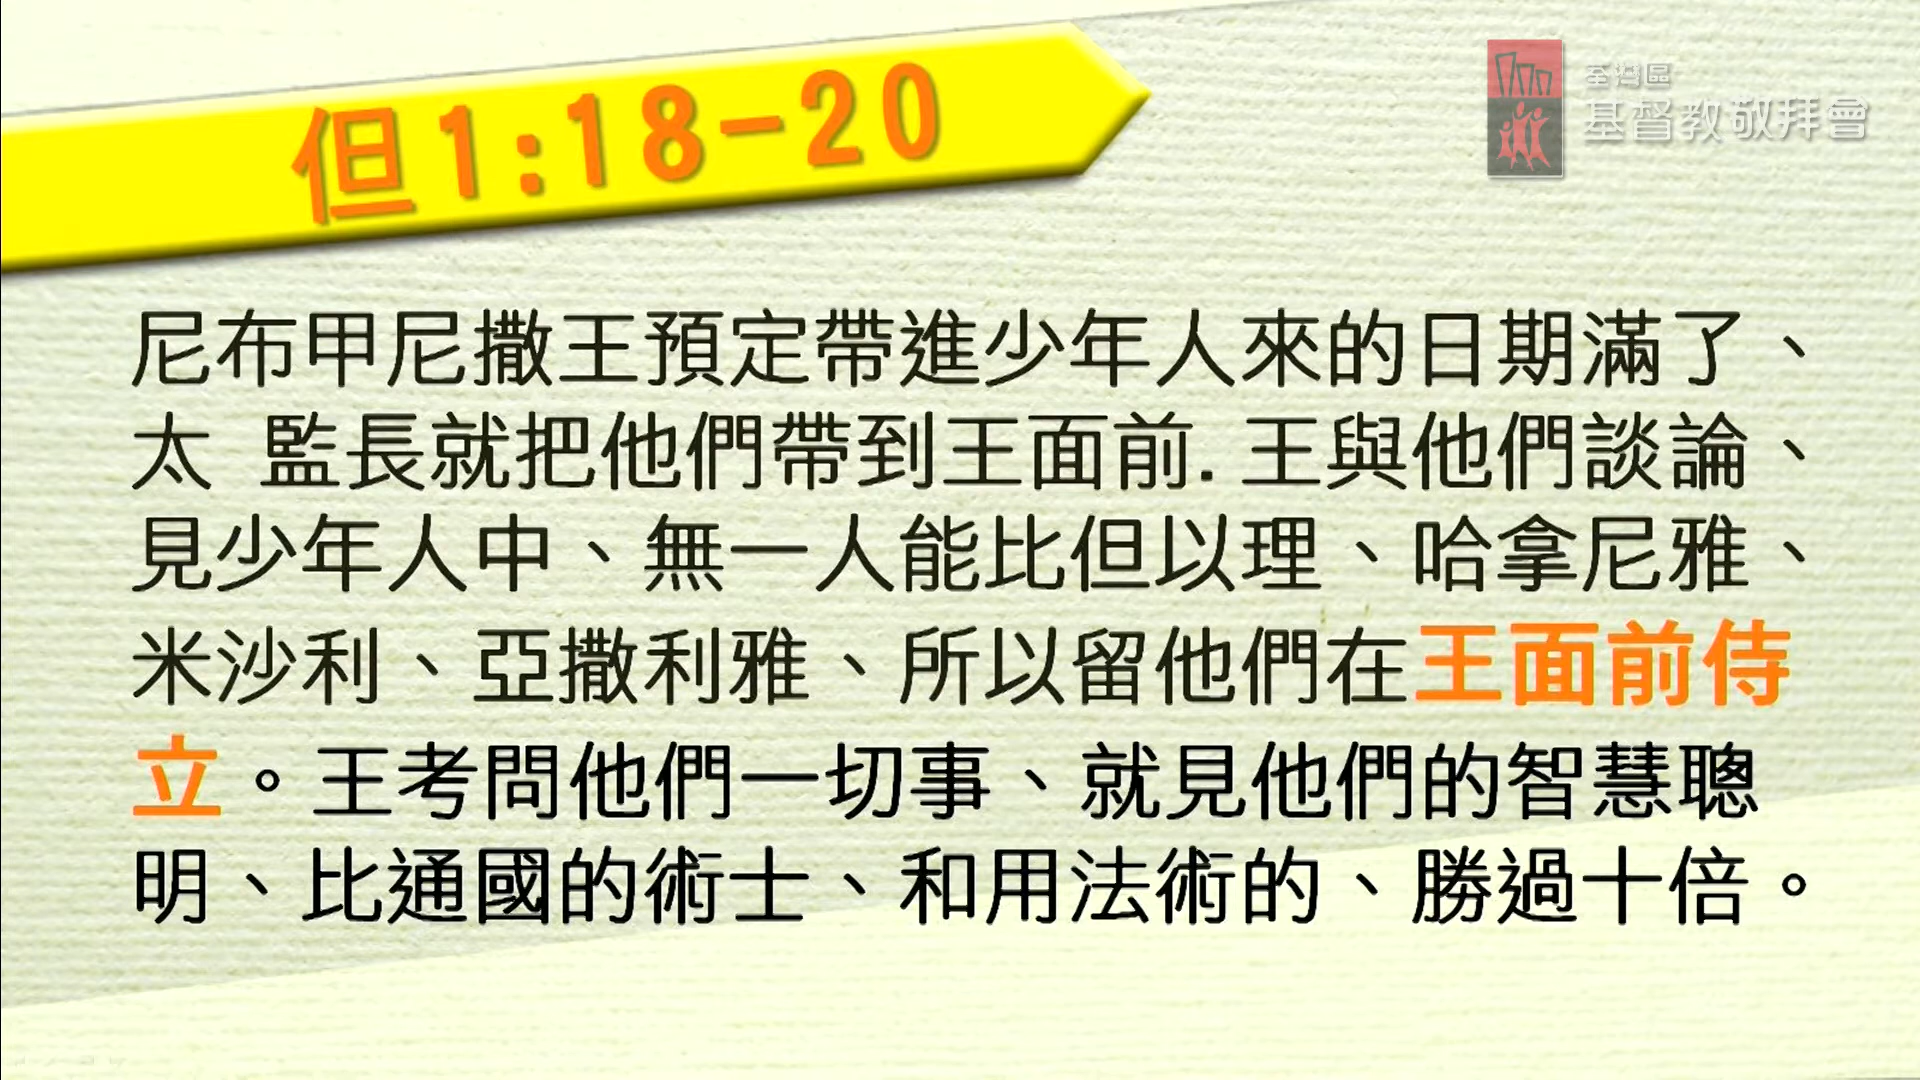 但1:18-20
荃灣區
基督教敬拜會
尼布甲尼撒王預定帶進少年人來的日期滿了、
太 監長就把他們帶到王面前.王與他們談論、
見少年人中、無一人能比但以理、哈拿尼雅、
米沙利、亞撒利雅、所以留他們在王面前侍
立。王考問他們一切事、就見他們的智慧聰
明、比通國的術士、和用法術的、勝過十倍。